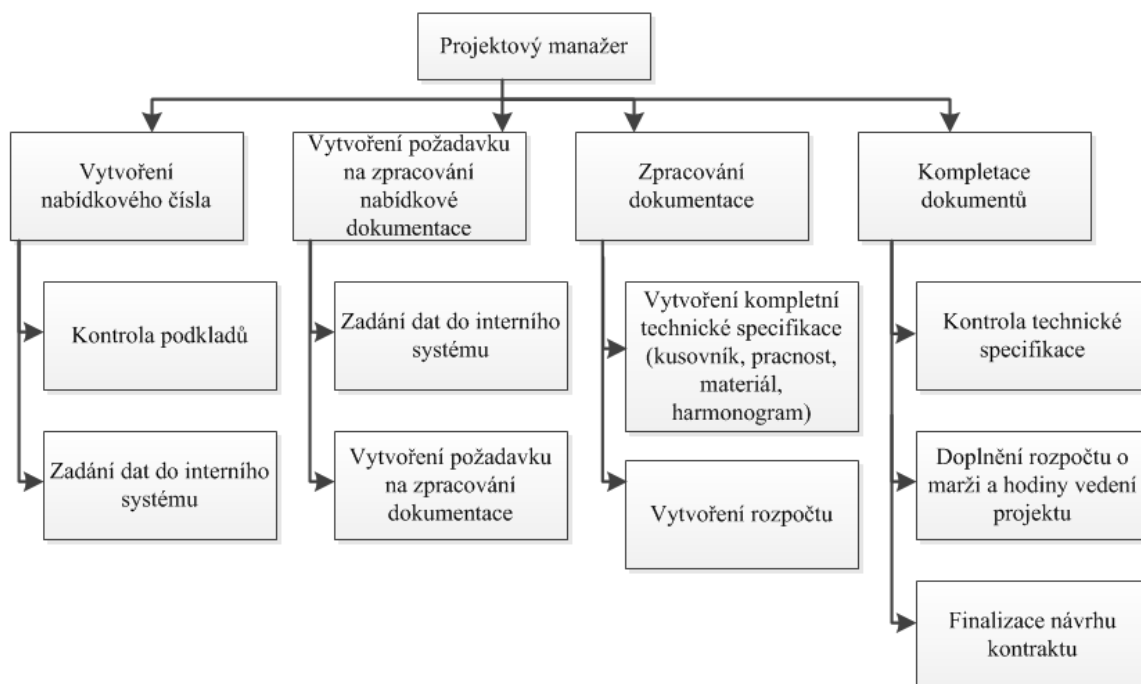 Projektový manažer
Vytvoření
nabídkového čísla
Vytvoření požadavku
na zpracování
nabídkové
dokumentace
Zpracování
dokumentace
Kompletace
dokumentů
Kontrola podkladů
Zadání dat do interního
systému
Vytvoření kompletní
technické specifikace
(kusovník, pracnost,
materiál,
harmonogram)
Kontrola technické
specifikace
Zadání dat do interního
systému
Vytvoření požadavku
na zpracování
dokumentace
Vytvoření rozpočtu
Doplnění rozpočtu o
marži a hodiny vedení
projektu
Finalizace návrhu
kontraktu